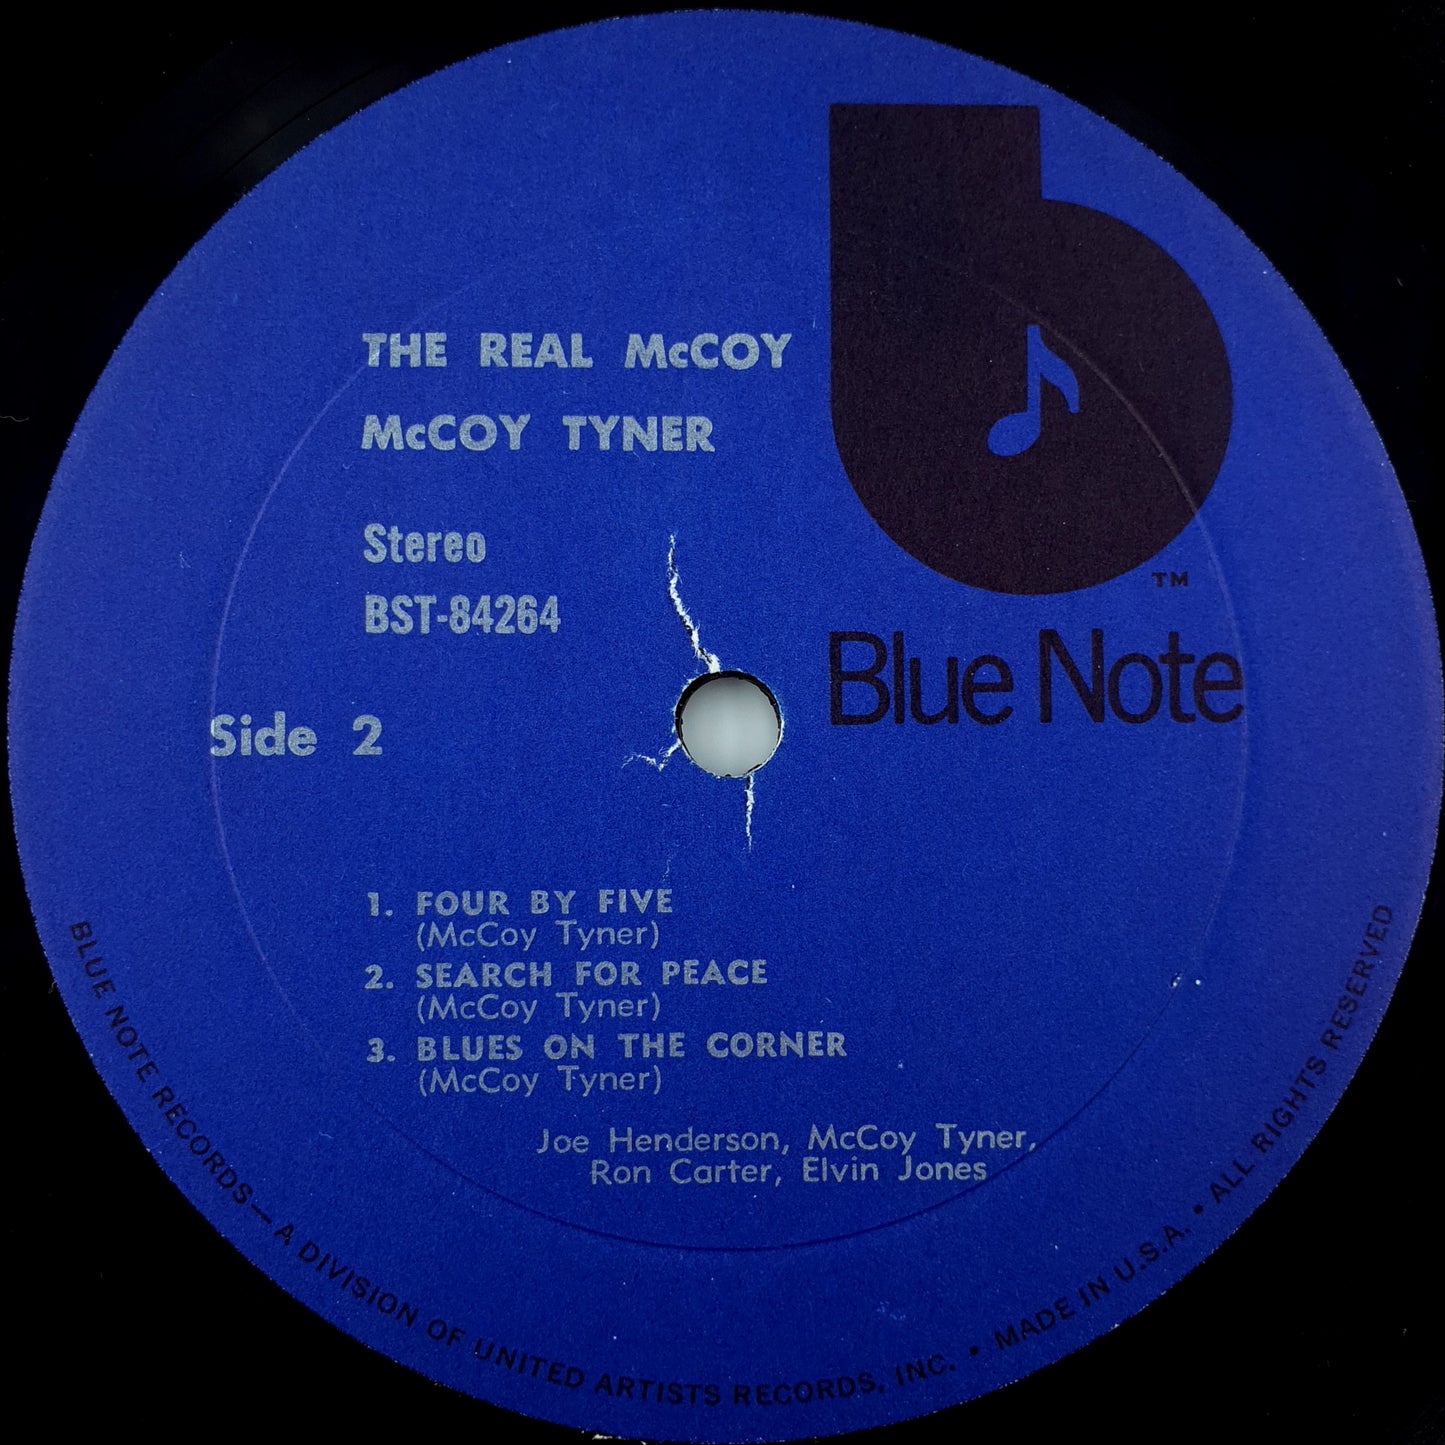 THE REAL McCOY
McCOY TYNER
Stereo
BST-84264
Side 2
TM
Blue Note
1. FOUR BY FIVE
(McCoy Tyner)
2. SEARCH FOR PEACE
(McCoy Tyner)
3. BLUES ON THE CORNER
(McCoy Tyner)
Joe Henderson, McCoy Tyner,
Ron Carter, Elvin Jones
BLUE NOTE RECORDS—A DIVISION OF UNITED ARTISTS RECORDS, INC. • MADE IN U.S.A. • ALL RIGHTS RESERVED